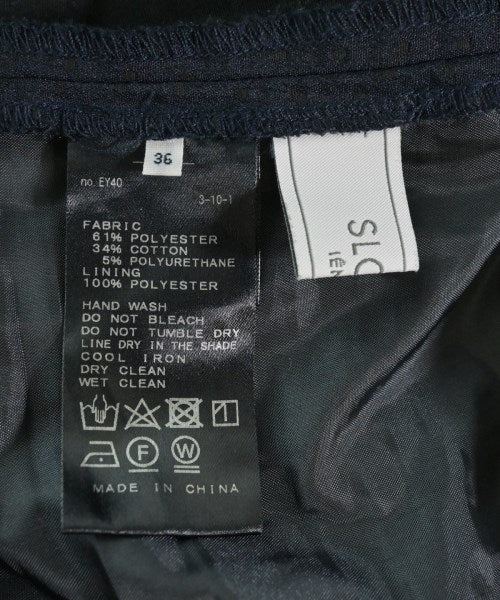 36
no. EY40
3-10-1
FABRIC
61% POLYESTER
34% COTTON
5% POLYURETHANE
LINING
100% POLYESTER
HAND WASH
DO NOT BLEACH
DO NOT TUMBLE DRY
LINE DRY IN THE SHADE
COOL IRON
DRY CLEAN
WET CLEAN
F W
MADE IN CHINA
SLO
IÉN